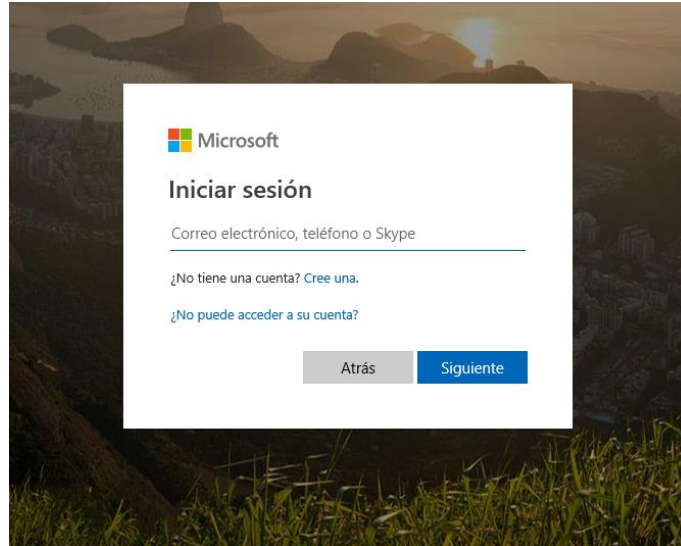 Microsoft
Iniciar sesión
Correo electrónico, teléfono o Skype
¿No tiene una cuenta? Cree una.
¿No puede acceder a su cuenta?
Atrás Siguiente